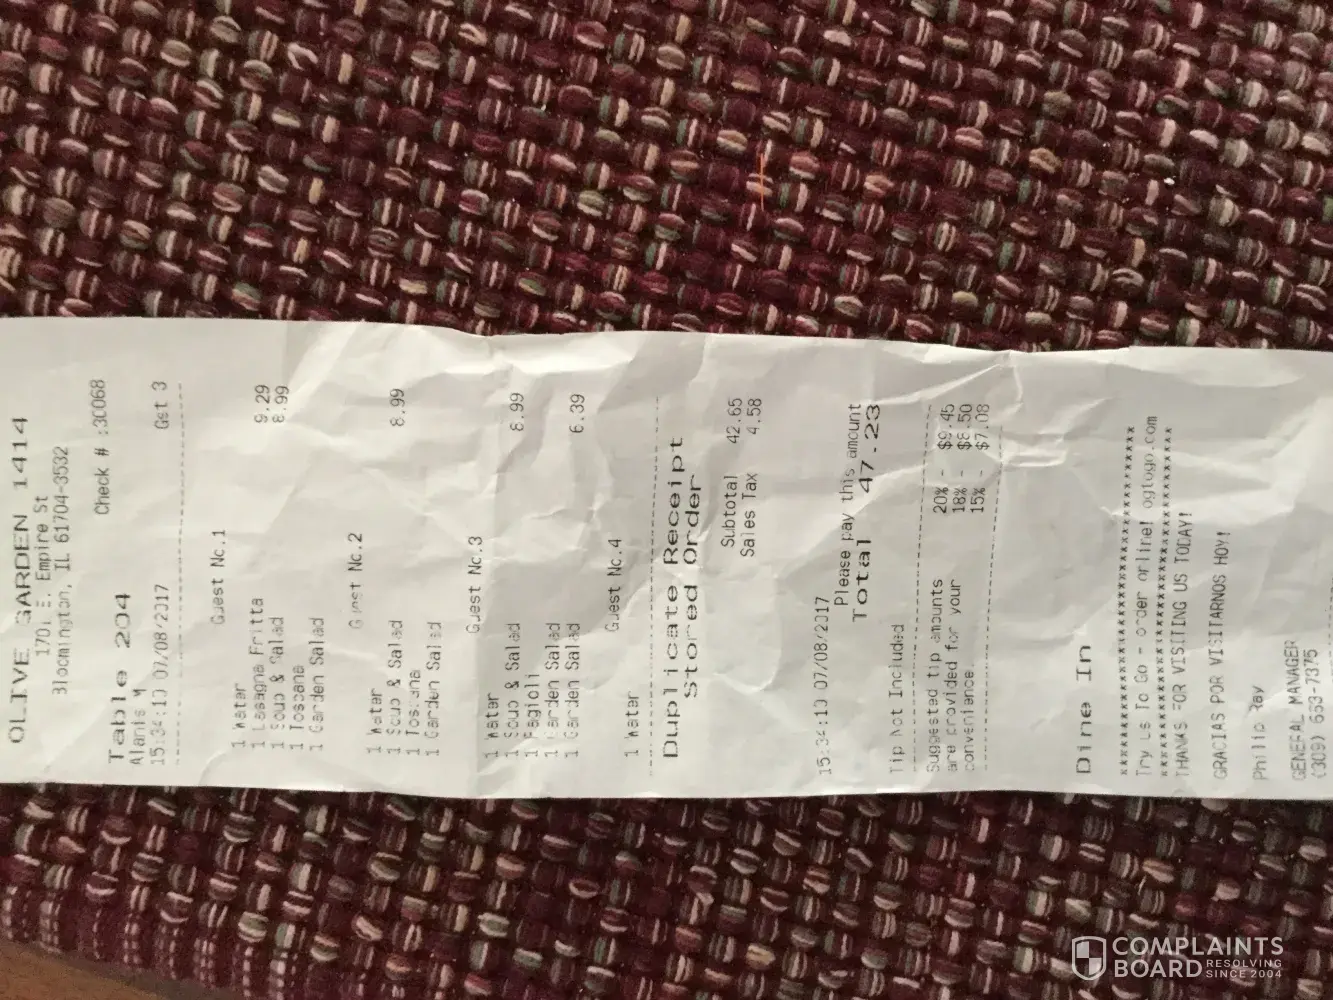 OLIVE GARDEN 1414
1701 E. Empire St
Bloomington, IL 61704-3532
Check # :30068
Table 204
Alanis M
15:34:10 07/08/2017 Gst 3
Guest No.1
1 Water
1 Lasagna Fritta 9.29
1 Soup & Salad 8.99
1 Toscana
1 Garden Salad
Guest No.2
1 Water
1 Soup & Salad 8.99
1 Toscana
1 Garden Salad
Guest No.3
1 Water
1 Soup & Salad 8.99
1 Fagioli
1 Garden Salad
1 Garden Salad 6.39
Guest No.4
1 Water
Duplicate Receipt
Stored Order
Subtotal 42.65
Sales Tax 4.58
15:34:10 07/08/2017
Please pay this amount
Total 47.23
Tip Not Included
Suggested tip amounts 20% - $9.45
are provided for your 18% - $8.50
convenience 15% - $7.08
Dine In
************************************
Try Us To Go - order online! ogtogo.com
************************************
THANKS FOR VISITING US TODAY!
GRACIAS POR VISITARNOS HOY!
Philip Ray
GENERAL MANAGER
(309) 663-7375
COMPLAINTS
BOARD RESOLVING SINCE 2004